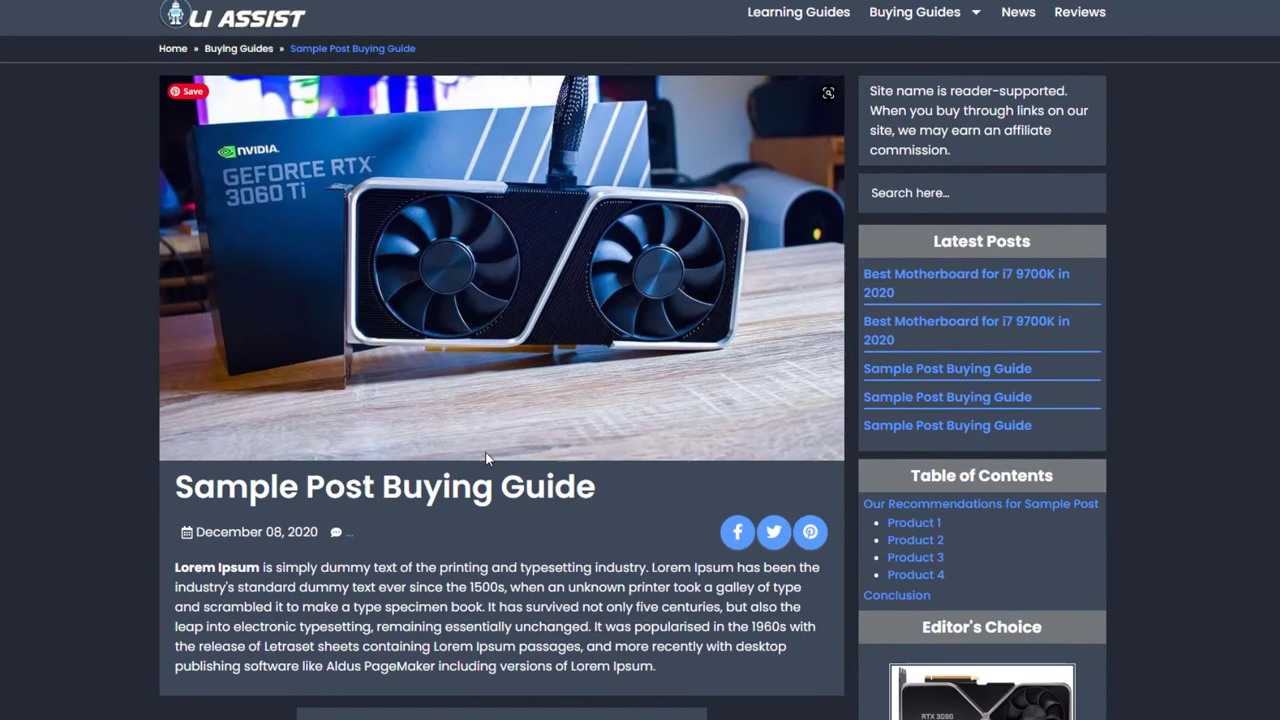 LI ASSIST
Learning Guides
Buying Guides
News
Reviews
Home » Buying Guides » Sample Post Buying Guide
Save
NVIDIA.
GEFORCE RTX™
3060 Ti
Sample Post Buying Guide
December 08, 2020
...
Lorem Ipsum is simply dummy text of the printing and typesetting industry. Lorem Ipsum has been the
industry's standard dummy text ever since the 1500s, when an unknown printer took a galley of type
and scrambled it to make a type specimen book. It has survived not only five centuries, but also the
leap into electronic typesetting, remaining essentially unchanged. It was popularised in the 1960s with
the release of Letraset sheets containing Lorem Ipsum passages, and more recently with desktop
publishing software like Aldus PageMaker including versions of Lorem Ipsum.
Site name is reader-supported.
When you buy through links on our
site, we may earn an affiliate
commission.
Search here...
Latest Posts
Best Motherboard for i7 9700K in
2020
Best Motherboard for i7 9700K in
2020
Sample Post Buying Guide
Sample Post Buying Guide
Sample Post Buying Guide
Table of Contents
Our Recommendations for Sample Post
Product 1
Product 2
Product 3
Product 4
Conclusion
Editor's Choice
RTX 3090